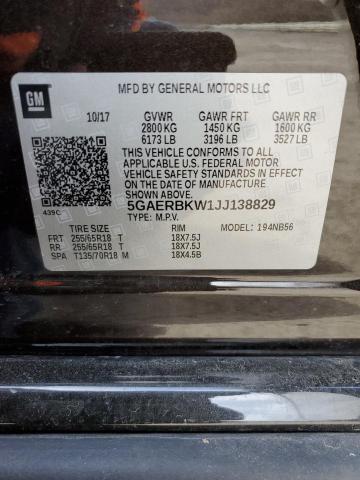 GM
MFD BY GENERAL MOTORS LLC
10/17 GVWR GAWR FRT GAWR RR
2800 KG 1450 KG 1600 KG
6173 LB 3196 LB 3527 LB
THIS VEHICLE CONFORMS TO ALL
APPLICABLE U.S. FEDERAL MOTOR
VEHICLE SAFETY STANDARDS IN EFFECT
ON THE DATE OF MANUFACTURE
SHOWN ABOVE.
439C 5GAERBKW1JJ138829
TYPE: M.P.V.
TIRE SIZE RIM MODEL: 194NB56
FRT 255/65R18 T 18X7.5J
RR 255/65R18 T 18X7.5J
SPA T135/70R18 M 18X4.5B